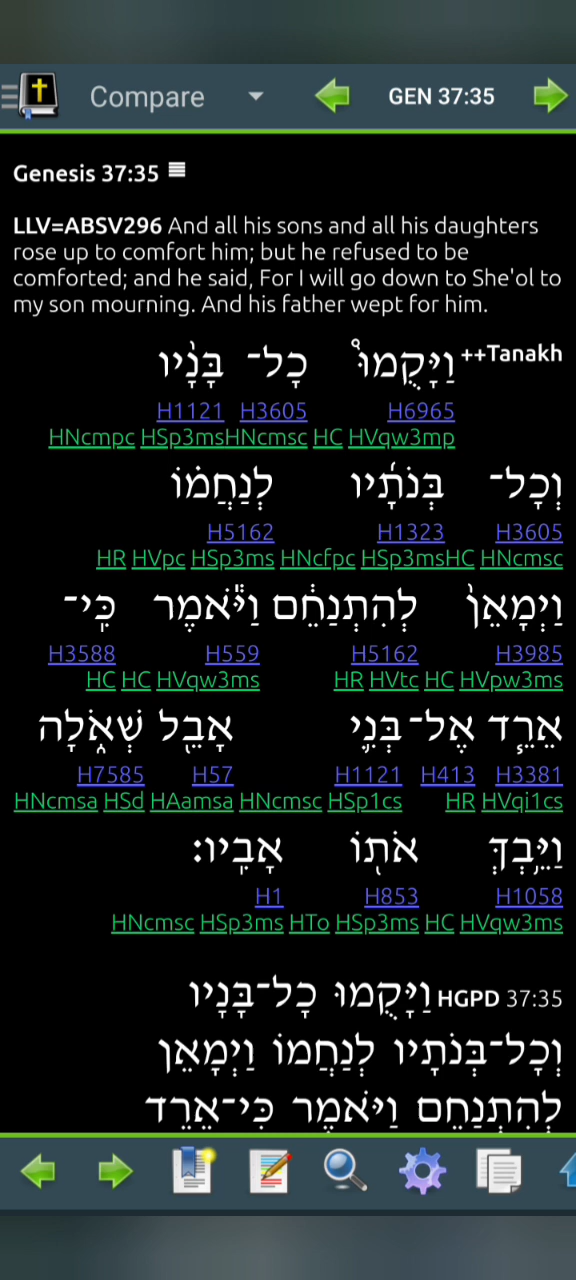 Compare
GEN 37:35
Genesis 37:35
LLV=ABSV296 And all his sons and all his daughters
rose up to comfort him; but he refused to be
comforted; and he said, For I will go down to She'ol to
my son mourning. And his father wept for him.
++Tanakh וַיָּקֻמוּ֩ כָל־ בָּנָ֨יו
H1121 H3605 H6965
HNcmpc HSp3msHNcmsc HC HVqw3mp
וְכָל־ בְּנֹתָ֜יו לְנַחֲמ֗וֹ
H5162 H1323 H3605
HR HVpc HSp3ms HNcfpc HSp3msHC HNcmsc
וַיְמָאֵן֙ לְהִתְנַחֵ֔ם וַיֹּ֕אמֶר כִּֽי־
H3588 H559 H5162 H3985
HC HC HVqw3ms HR HVtc HC HVpw3ms
אֵרֵ֧ד אֶל־ בְּנִ֛י אָבֵ֖ל שְׁאֹ֑לָה
H7585 H57 H1121 H413 H3381
HNcmsa HSd HAamsa HNcmsc HSp1cs HR HVqi1cs
וַיֵּ֥בְךְּ אֹת֖וֹ אָבִֽיו׃
H1 H853 H1058
HNcmsc HSp3ms HTo HSp3ms HC HVqw3ms
HGPD 37:35 וַיָּקֻמוּ כָל־בָּנָיו
וְכָל־בְּנֹתָיו לְנַחֲמוֹ וַיְמָאֵן
לְהִתְנַחֵם וַיֹּאמֶר כִּי־אֵרֵד